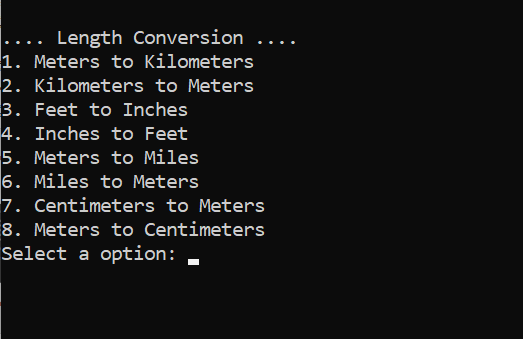 .... Length Conversion ....
1. Meters to Kilometers
2. Kilometers to Meters
3. Feet to Inches
4. Inches to Feet
5. Meters to Miles
6. Miles to Meters
7. Centimeters to Meters
8. Meters to Centimeters
Select a option: